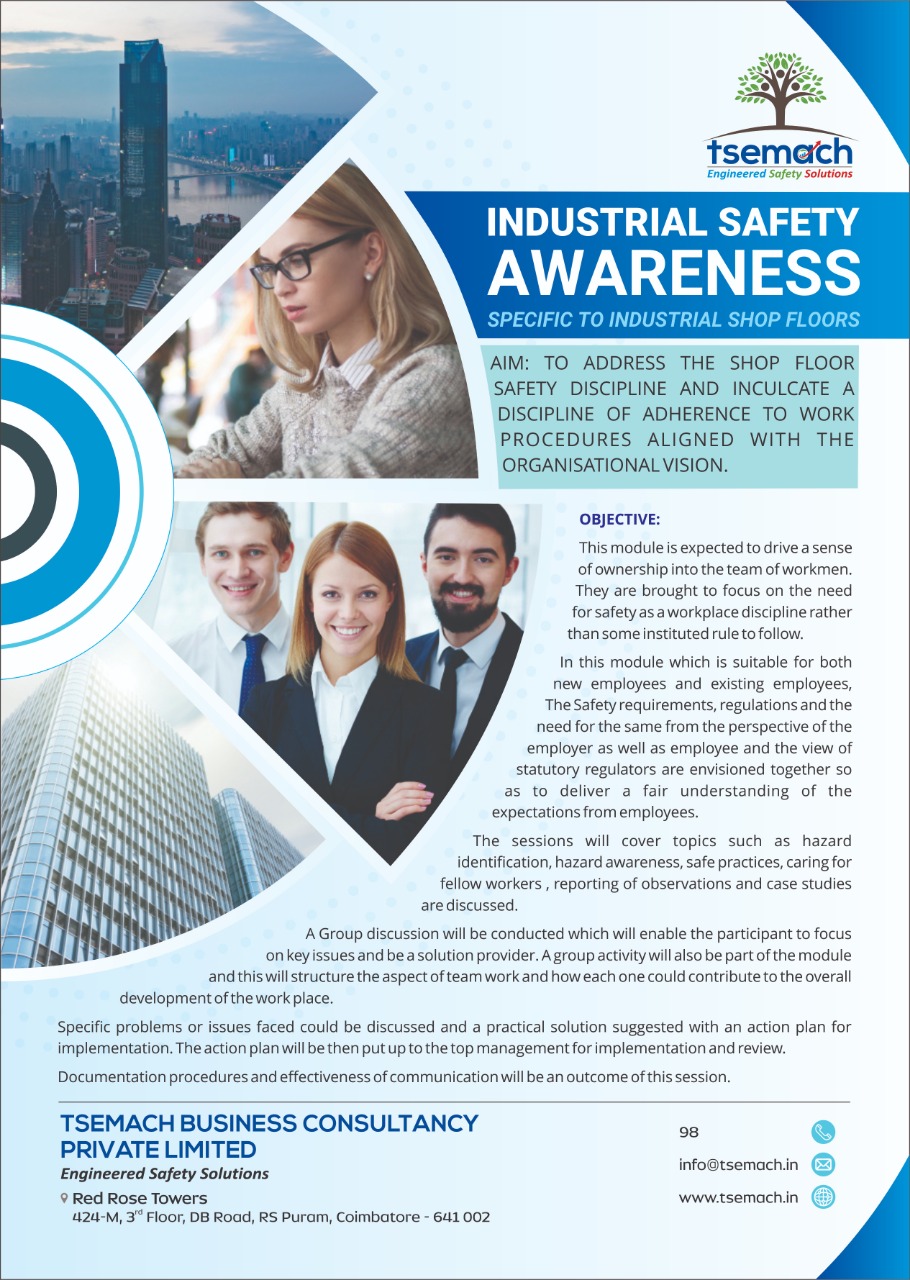 tsemach
Engineered Safety Solutions
INDUSTRIAL SAFETY
AWARENESS
SPECIFIC TO INDUSTRIAL SHOP FLOORS
AIM: TO ADDRESS THE SHOP FLOOR
SAFETY DISCIPLINE AND INCULCATE A
DISCIPLINE OF ADHERENCE TO WORK
PROCEDURES ALIGNED WITH THE
ORGANISATIONAL VISION.
OBJECTIVE:
This module is expected to drive a sense
of ownership into the team of workmen.
They are brought to focus on the need
for safety as a workplace discipline rather
than some instituted rule to follow.
In this module which is suitable for both
new employees and existing employees,
The Safety requirements, regulations and the
need for the same from the perspective of the
employer as well as employee and the view of
statutory regulators are envisioned together so
as to deliver a fair understanding of the
expectations from employees.
The sessions will cover topics such as hazard
identification, hazard awareness, safe practices, caring for
fellow workers , reporting of observations and case studies
are discussed.
A Group discussion will be conducted which will enable the participant to focus
on key issues and be a solution provider. A group activity will also be part of the module
and this will structure the aspect of team work and how each one could contribute to the overall
development of the work place.
Specific problems or issues faced could be discussed and a practical solution suggested with an action plan for
implementation. The action plan will be then put up to the top management for implementation and review.
Documentation procedures and effectiveness of communication will be an outcome of this session.
TSEMACH BUSINESS CONSULTANCY
PRIVATE LIMITED
Engineered Safety Solutions
Red Rose Towers
424-M, 3rd Floor, DB Road, RS Puram, Coimbatore - 641 002
98
info@tsemach.in
www.tsemach.in